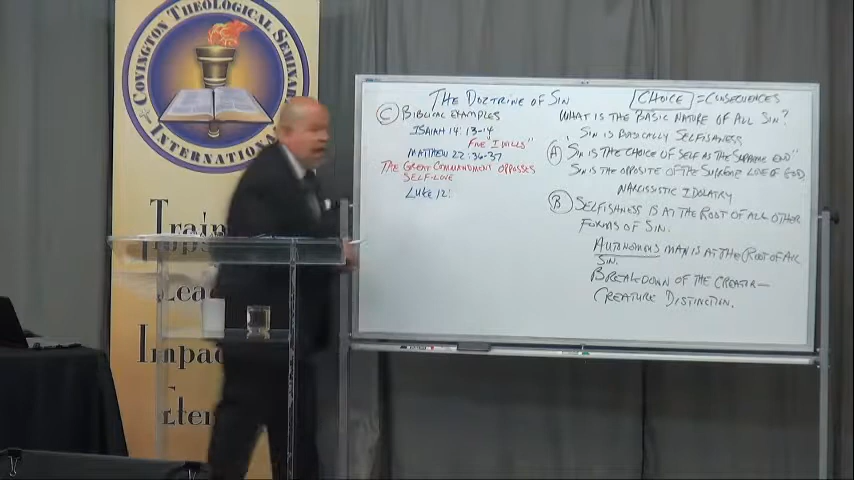 COVINGTON THEOLOGICAL SEMINARY
INTERNATIONAL
Train
Lea
Impac
Eter
THE DOCTRINE OF SIN
Ⓒ BIBLICAL EXAMPLES
ISAIAH 14:13-14
FIVE "I WILLS"
MATTHEW 22:36-37
THE GREAT COMMANDMENT OPPOSES
SELF-LOVE
LUKE 12:
CHOICE = CONSEQUENCES
WHAT IS THE BASIC NATURE OF ALL SIN?
SIN IS BASICALLY SELFISHNESS
Ⓐ SIN IS THE CHOICE OF SELF AS THE SUPREME END"
SIN IS THE OPPOSITE OF THE SUPREME LOVE OF GOD
NARCISSISTIC IDOLATRY
Ⓑ SELFISHNESS IS AT THE ROOT OF ALL OTHER
FORMS OF SIN.
AUTONOMOUS MAN IS AT THE ROOT OF ALL
SIN.
BREAKDOWN OF THE CREATOR-
CREATURE DISTINCTION.